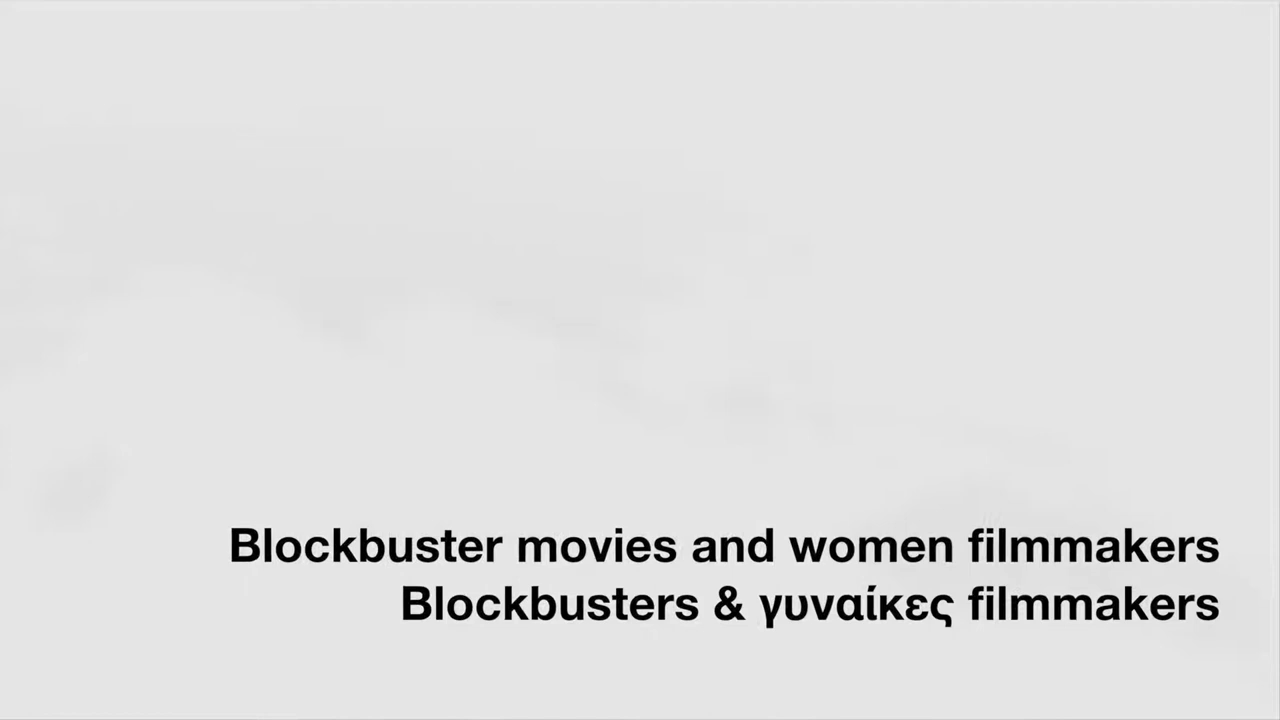 Blockbuster movies and women filmmakers
Blockbusters & γυναίκες filmmakers